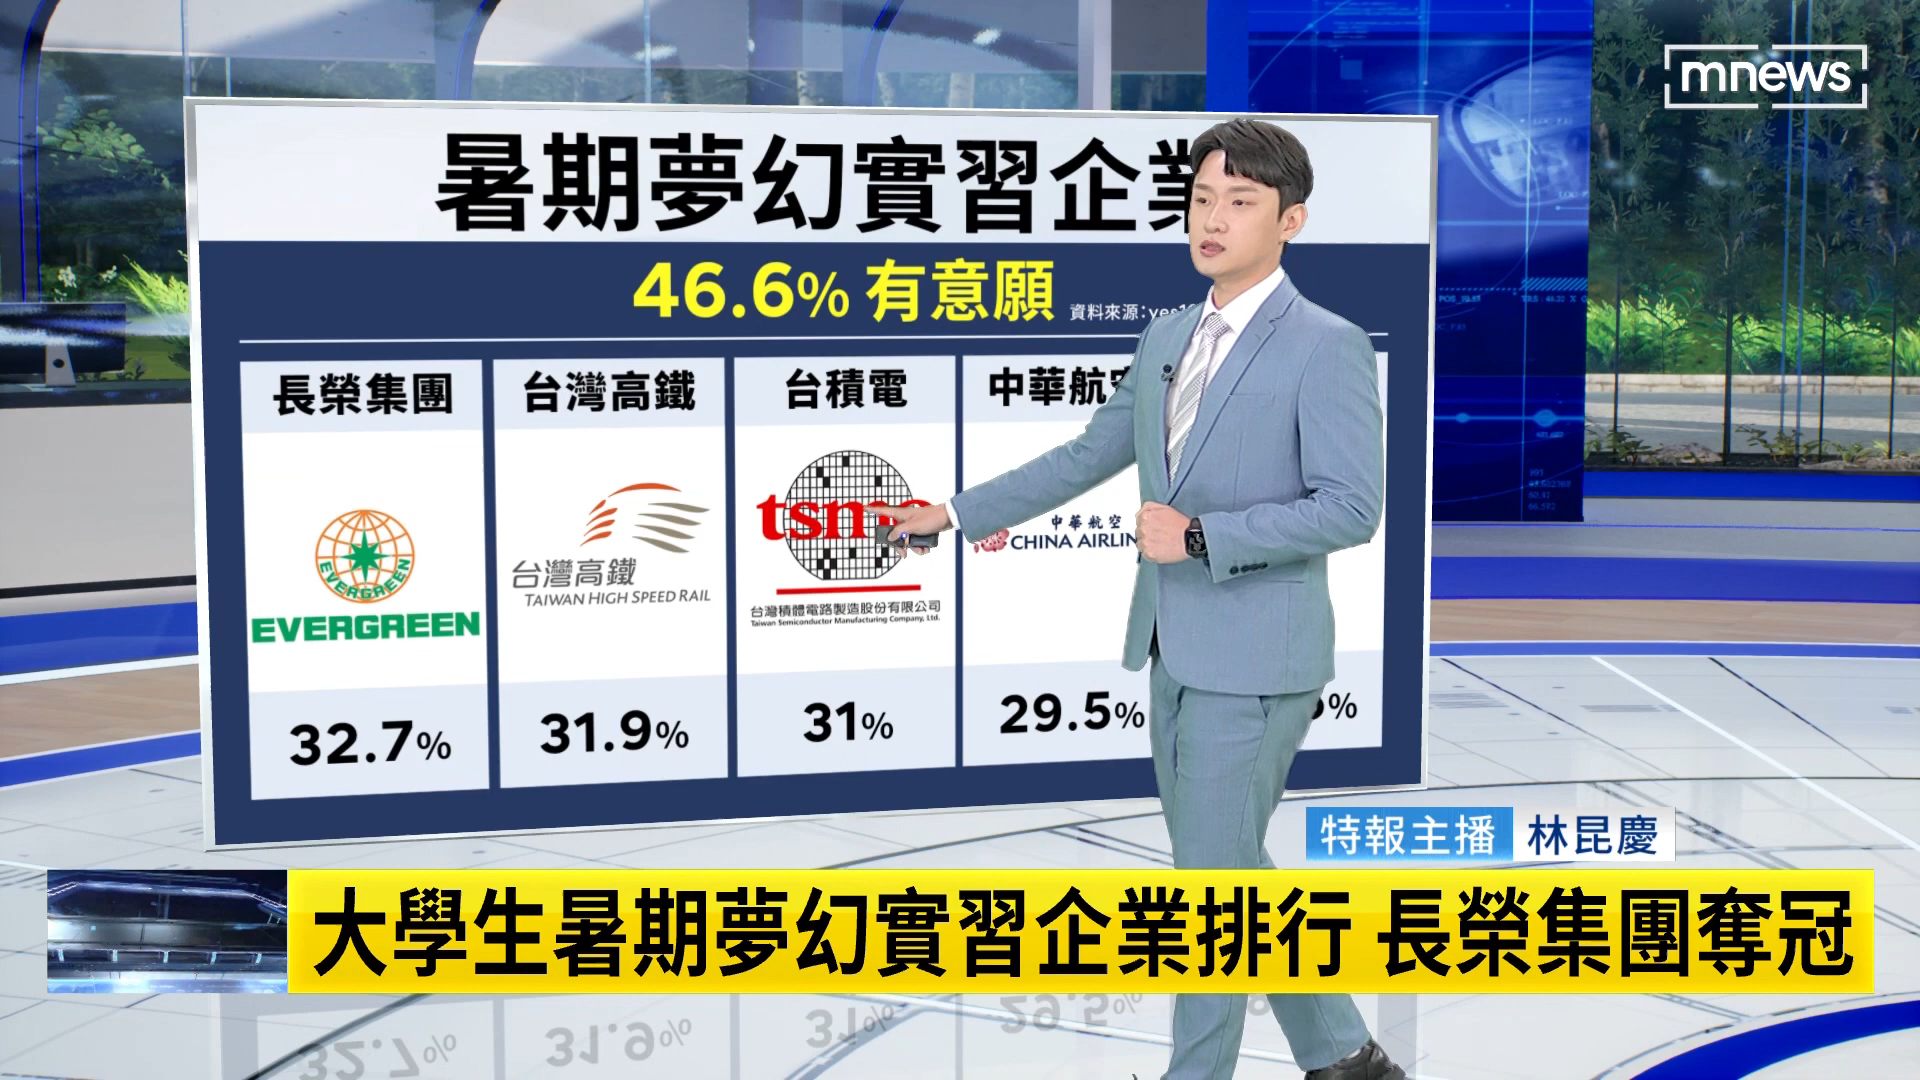 mnews
暑期夢幻實習企業
46.6% 有意願
資料來源:yes1
長榮集團
台灣高鐵
台積電
中華航空
EVERGREEN
EVERGREEN
台灣高鐵
TAIWAN HIGH SPEED RAIL
tsmc
台灣積體電路製造股份有限公司
Taiwan Semiconductor Manufacturing Company, Ltd.
中華航空
CHINA AIRLIN
32.7%
31.9%
31%
29.5%
%
特報主播 林昆慶
大學生暑期夢幻實習企業排行 長榮集團奪冠